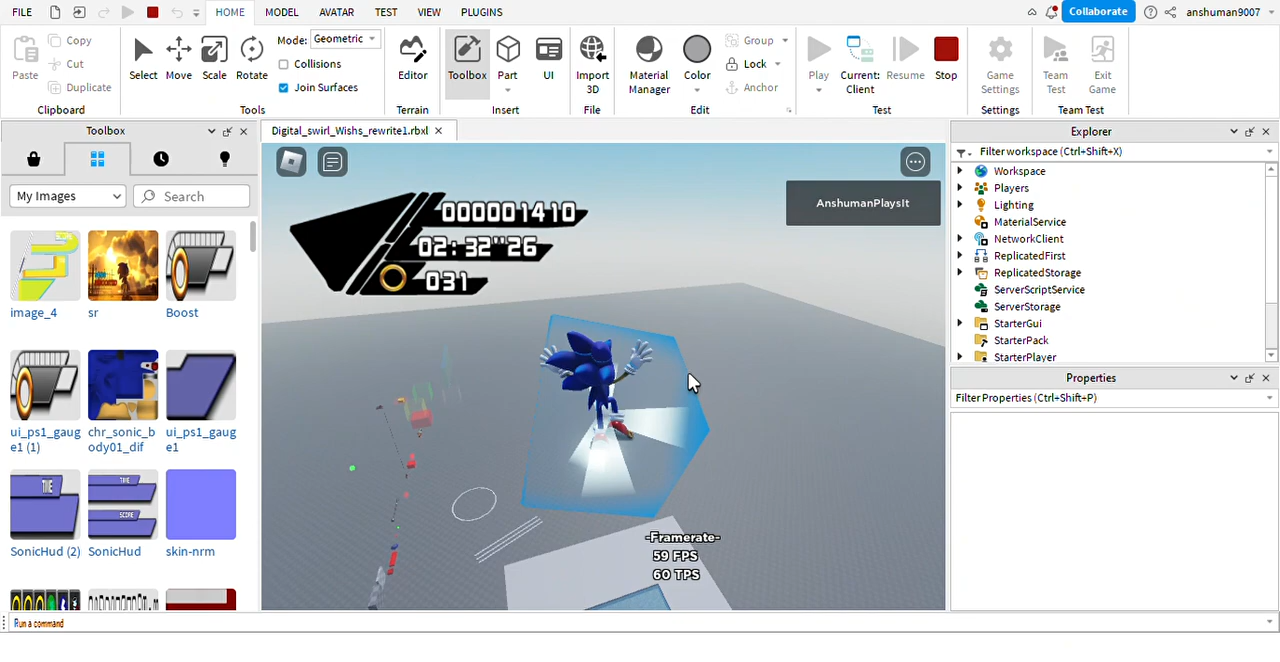 FILE HOME MODEL AVATAR TEST VIEW PLUGINS Collaborate anshuman9007
Paste Copy Cut Duplicate Clipboard
Select Move Scale Rotate Mode: Geometric Collisions Join Surfaces Tools
Editor Terrain
Toolbox Part UI Insert
Import 3D File
Material Manager Color Group Lock Anchor Edit
Play Current: Client Resume Stop Test
Game Settings Settings
Team Test Exit Game Team Test
Toolbox
Digital_swirl_Wishs_rewrite1.rbxl
My Images Search
image_4 sr Boost
ui_ps1_gauge1 (1) chr_sonic_body01_dif ui_ps1_gauge1
TIME
TIME
SCORE
SonicHud (2) SonicHud skin-nrm
000001410
02:32"26
031
AnshumanPlaysIt
-Framerate-
59 FPS
60 TPS
Explorer
Filter workspace (Ctrl+Shift+X)
Workspace
Players
Lighting
MaterialService
NetworkClient
ReplicatedFirst
ReplicatedStorage
ServerScriptService
ServerStorage
StarterGui
StarterPack
StarterPlayer
Properties
Filter Properties (Ctrl+Shift+P)
Run a command